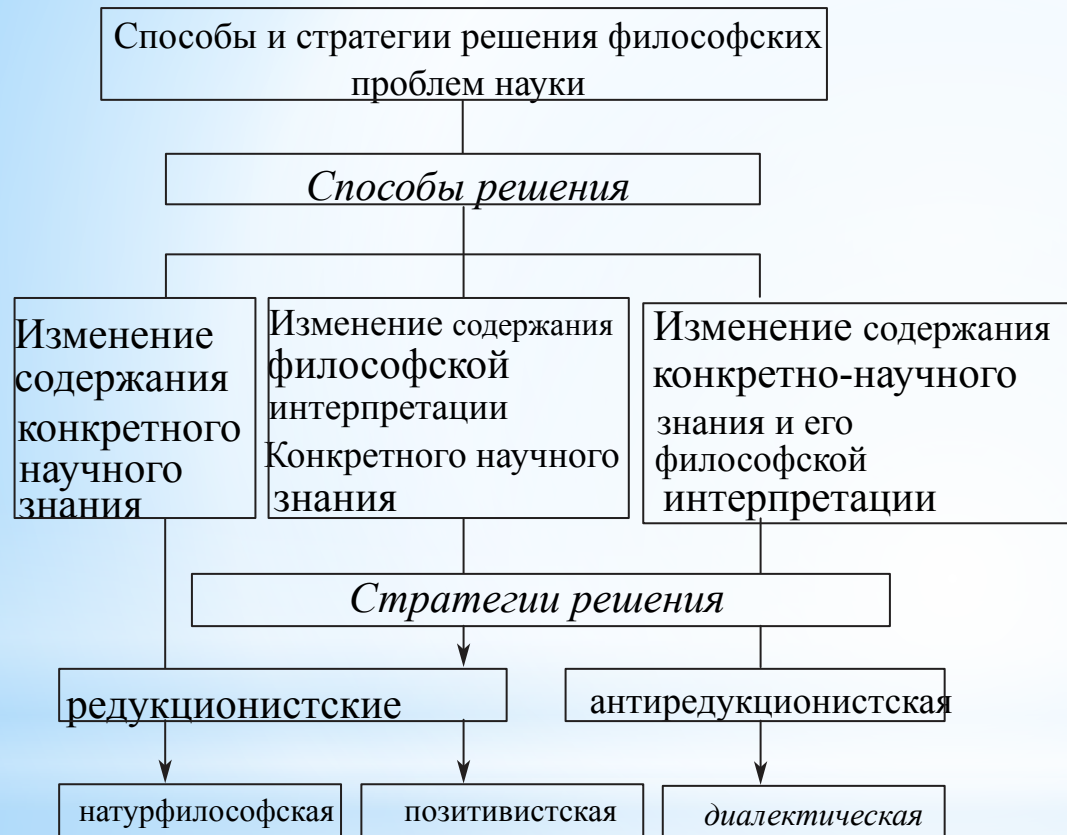 Способы и стратегии решения философских
проблем науки
Способы решения
Изменение
содержания
конкретного
научного
знания
Изменение содержания
философской
интерпретации
Конкретного научного
знания
Изменение содержания
конкретно-научного
знания и его
философской
интерпретации
Стратегии решения
редукционистские
антиредукционистская
натурфилософская
позитивистская
диалектическая